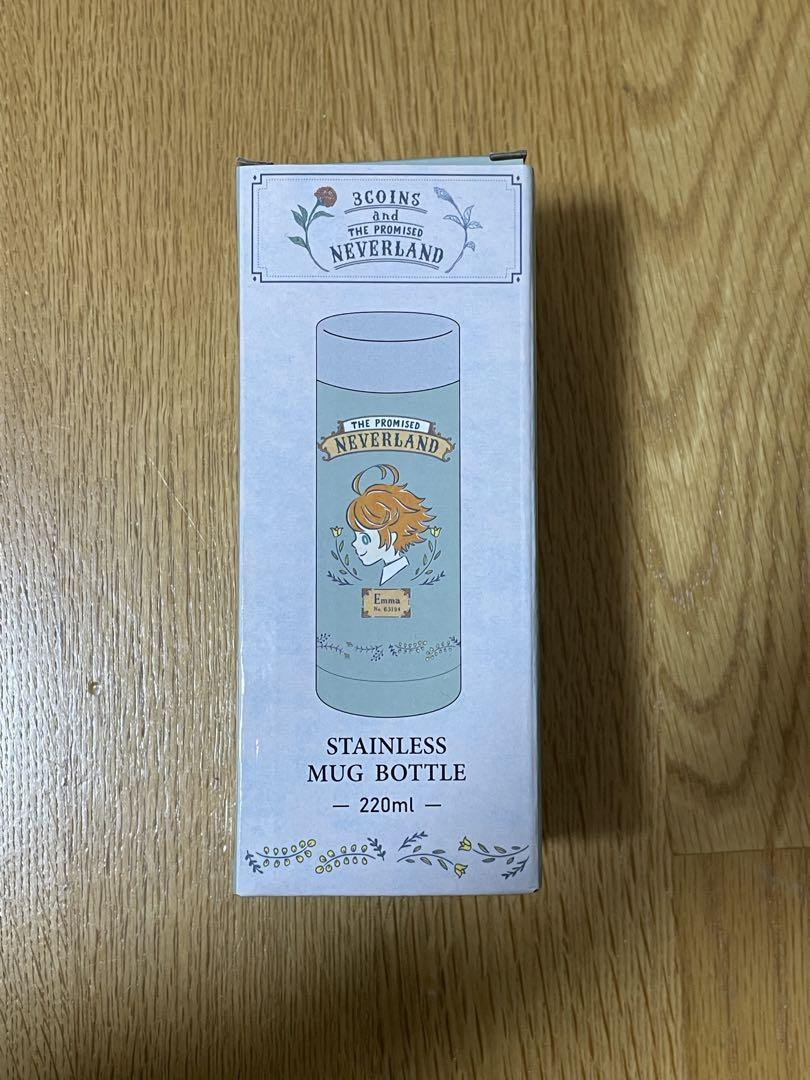 3COINS
and
THE PROMISED
NEVERLAND
THE PROMISED
NEVERLAND
Emma
No. 63194
STAINLESS
MUG BOTTLE
— 220ml —